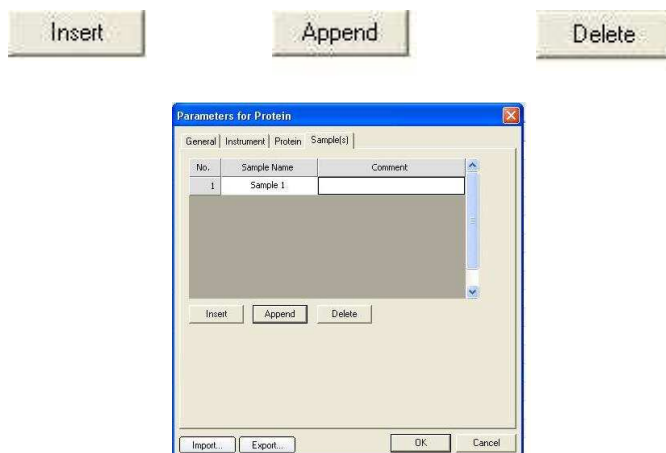 Insert Append Delete
Parameters for Protein
General Instrument Protein Sample(s)
No. Sample Name Comment
1 Sample 1
Insert Append Delete
Import... Export... OK Cancel